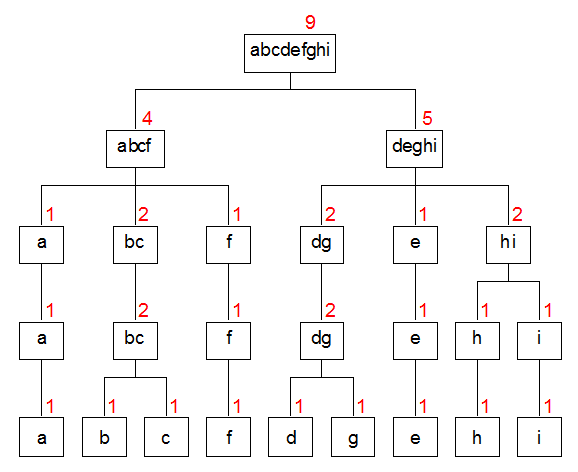 9
abcdefghi
4 5
abcf deghi
1 2 1 2 1 2
a bc f dg e hi
1 2 1 2 1 1 1
a bc f dg e h i
1 1 1 1 1 1 1 1 1
a b c f d g e h i